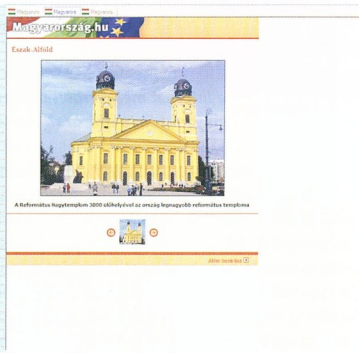 Magyarország.hu
Észak-Alföld
A Református Nagytemplom 3000 ülőhelyével az ország legnagyobb református temploma